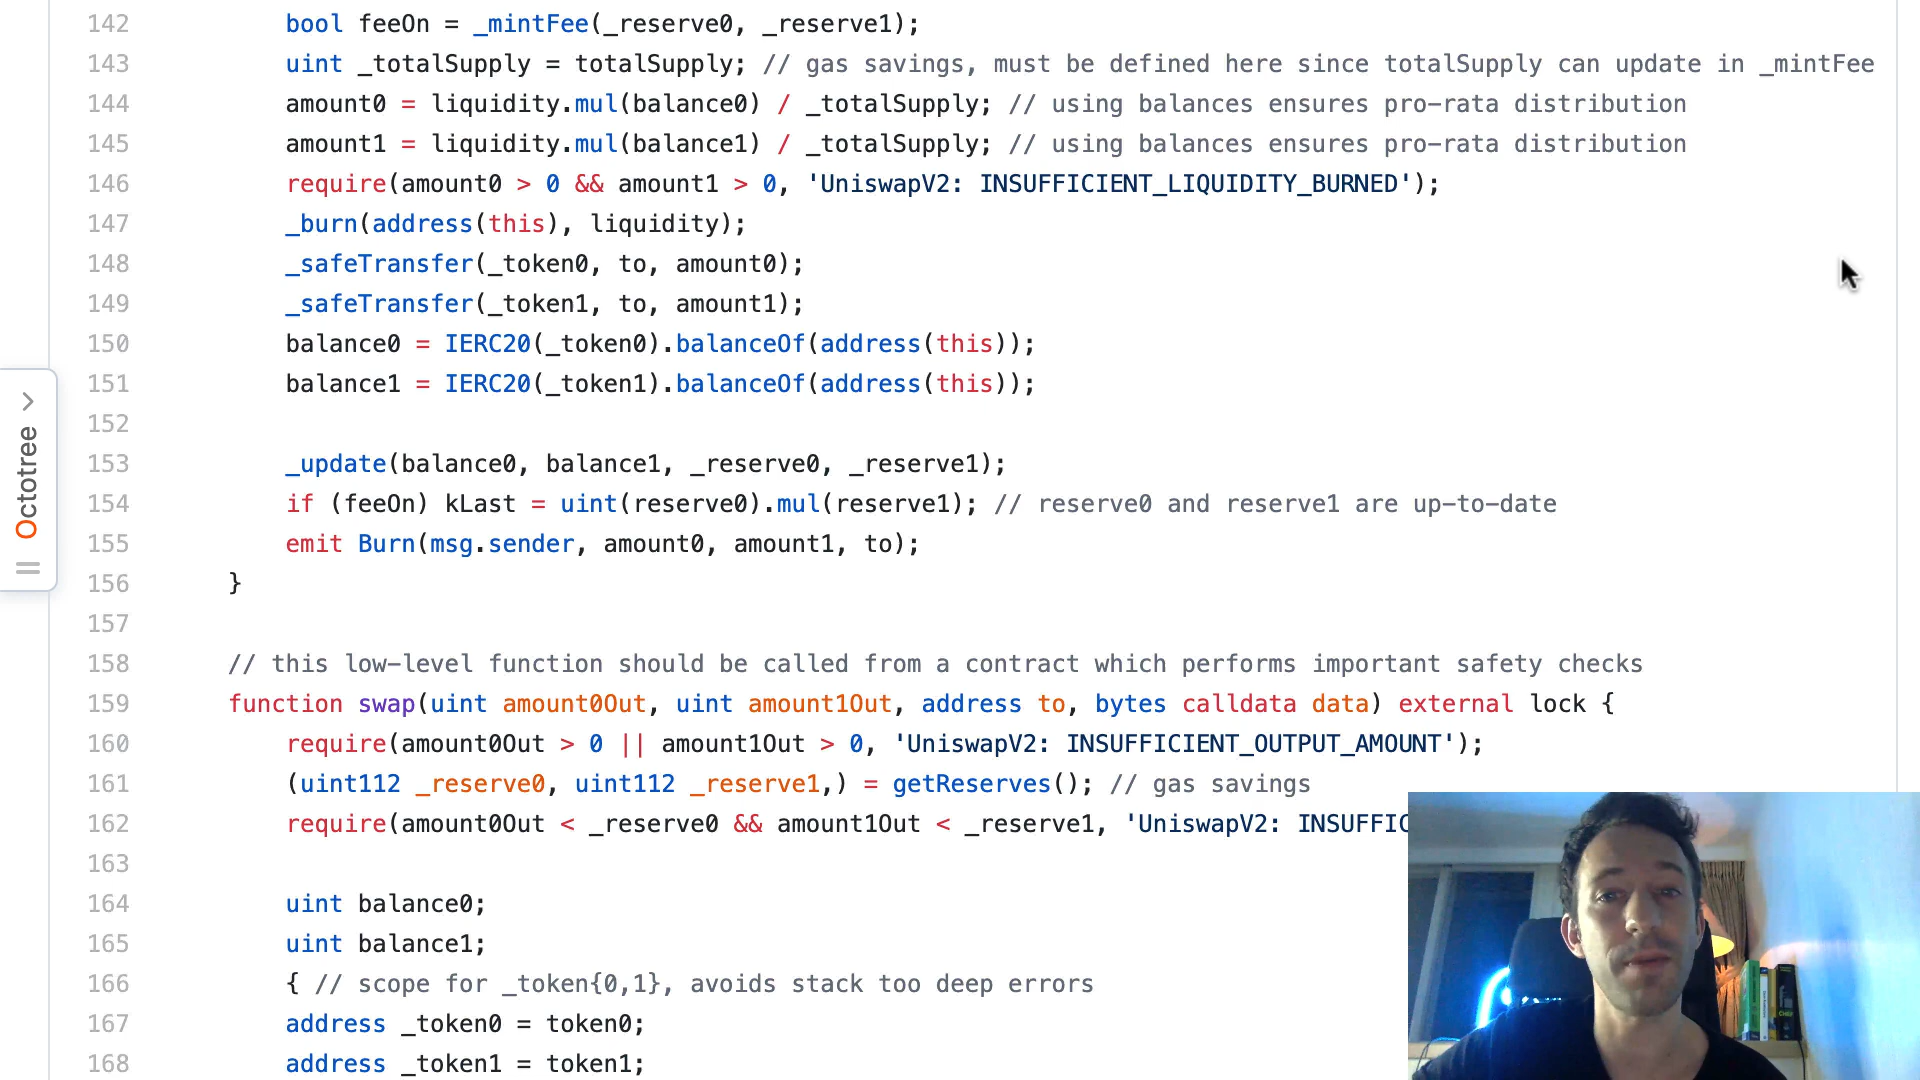 142 bool feeOn = _mintFee(_reserve0, _reserve1);
143 uint _totalSupply = totalSupply; // gas savings, must be defined here since totalSupply can update in _mintFee
144 amount0 = liquidity.mul(balance0) / _totalSupply; // using balances ensures pro-rata distribution
145 amount1 = liquidity.mul(balance1) / _totalSupply; // using balances ensures pro-rata distribution
146 require(amount0 > 0 && amount1 > 0, 'UniswapV2: INSUFFICIENT_LIQUIDITY_BURNED');
147 _burn(address(this), liquidity);
148 _safeTransfer(_token0, to, amount0);
149 _safeTransfer(_token1, to, amount1);
150 balance0 = IERC20(_token0).balanceOf(address(this));
151 balance1 = IERC20(_token1).balanceOf(address(this));
152
153 _update(balance0, balance1, _reserve0, _reserve1);
154 if (feeOn) kLast = uint(reserve0).mul(reserve1); // reserve0 and reserve1 are up-to-date
155 emit Burn(msg.sender, amount0, amount1, to);
156 }
157
158 // this low-level function should be called from a contract which performs important safety checks
159 function swap(uint amount0Out, uint amount1Out, address to, bytes calldata data) external lock {
160 require(amount0Out > 0 || amount1Out > 0, 'UniswapV2: INSUFFICIENT_OUTPUT_AMOUNT');
161 (uint112 _reserve0, uint112 _reserve1,) = getReserves(); // gas savings
162 require(amount0Out < _reserve0 && amount1Out < _reserve1, 'UniswapV2: INSUFFIC
163
164 uint balance0;
165 uint balance1;
166 { // scope for _token{0,1}, avoids stack too deep errors
167 address _token0 = token0;
168 address _token1 = token1;
Octotree